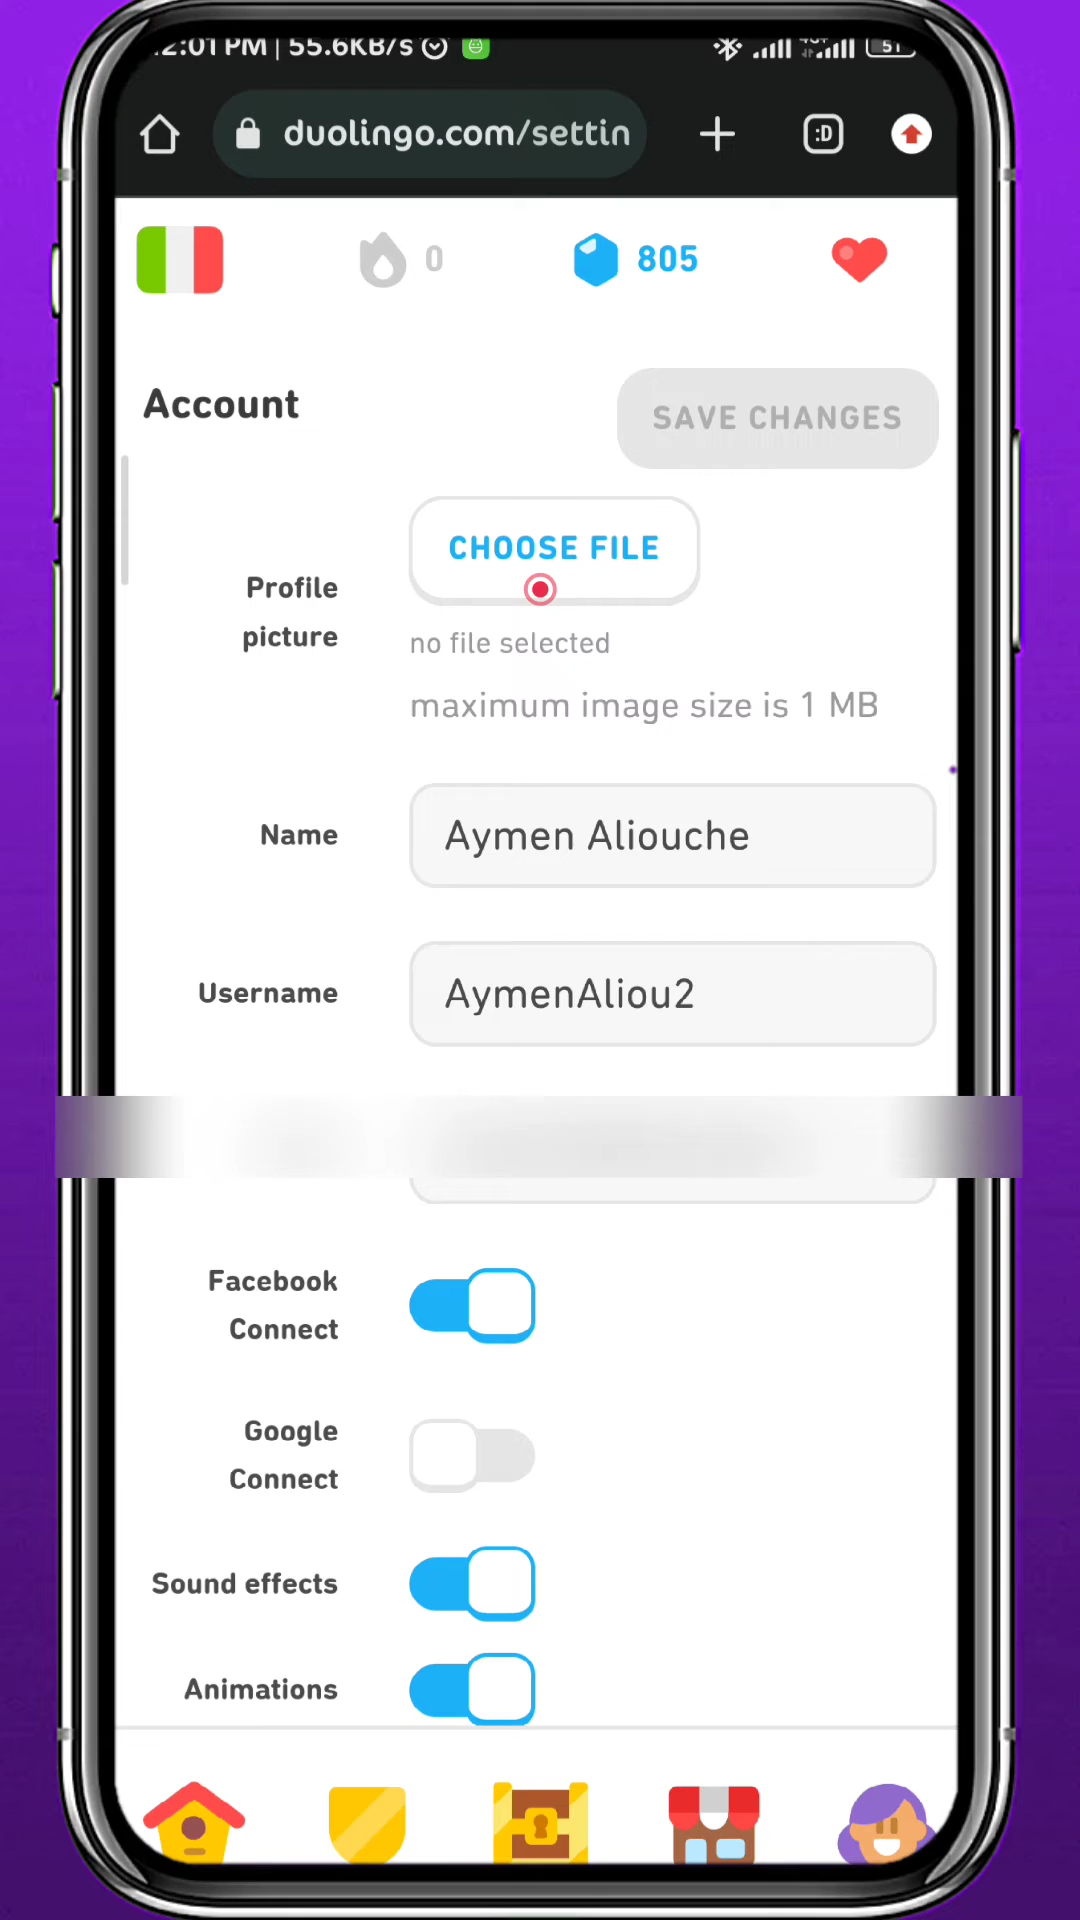 2:01 PM | 55.6KB/s
4G+
51
duolingo.com/settin
:D
0
805
Account
SAVE CHANGES
CHOOSE FILE
Profile picture
no file selected
maximum image size is 1 MB
Name
Aymen Aliouche
Username
AymenAliou2
Facebook
Connect
Google
Connect
Sound effects
Animations